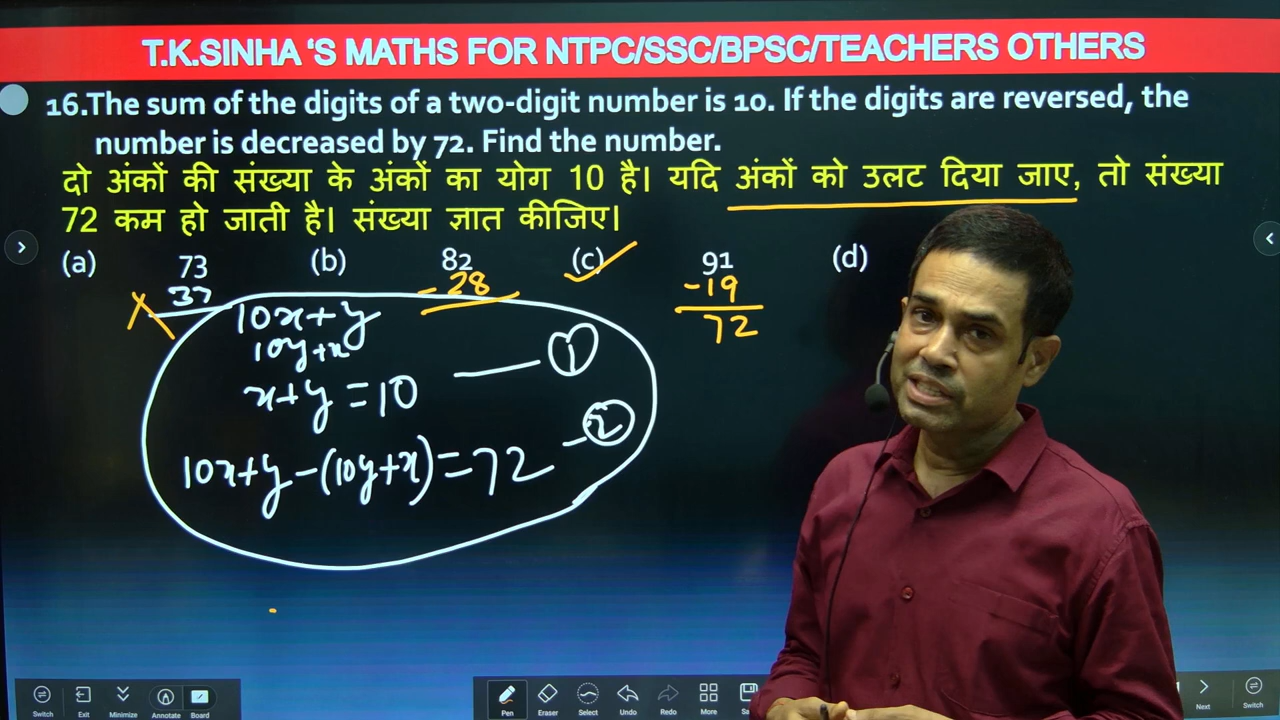 T.K.SINHA ‘S MATHS FOR NTPC/SSC/BPSC/TEACHERS OTHERS
16.The sum of the digits of a two-digit number is 10. If the digits are reversed, the
number is decreased by 72. Find the number.
दो अंकों की संख्या के अंकों का योग 10 है। यदि अंकों को उलट दिया जाए, तो संख्या
72 कम हो जाती है। संख्या ज्ञात कीजिए।
(a) 73 (b) 82 (c) 91 (d)
37 -28 -19
72
10x+y
10y+x
x+y=10 1
10x+y-(10y+x)=72 -2
Switch Exit Minimize Annotate Board Pen Eraser Select Undo Redo More Next Switch